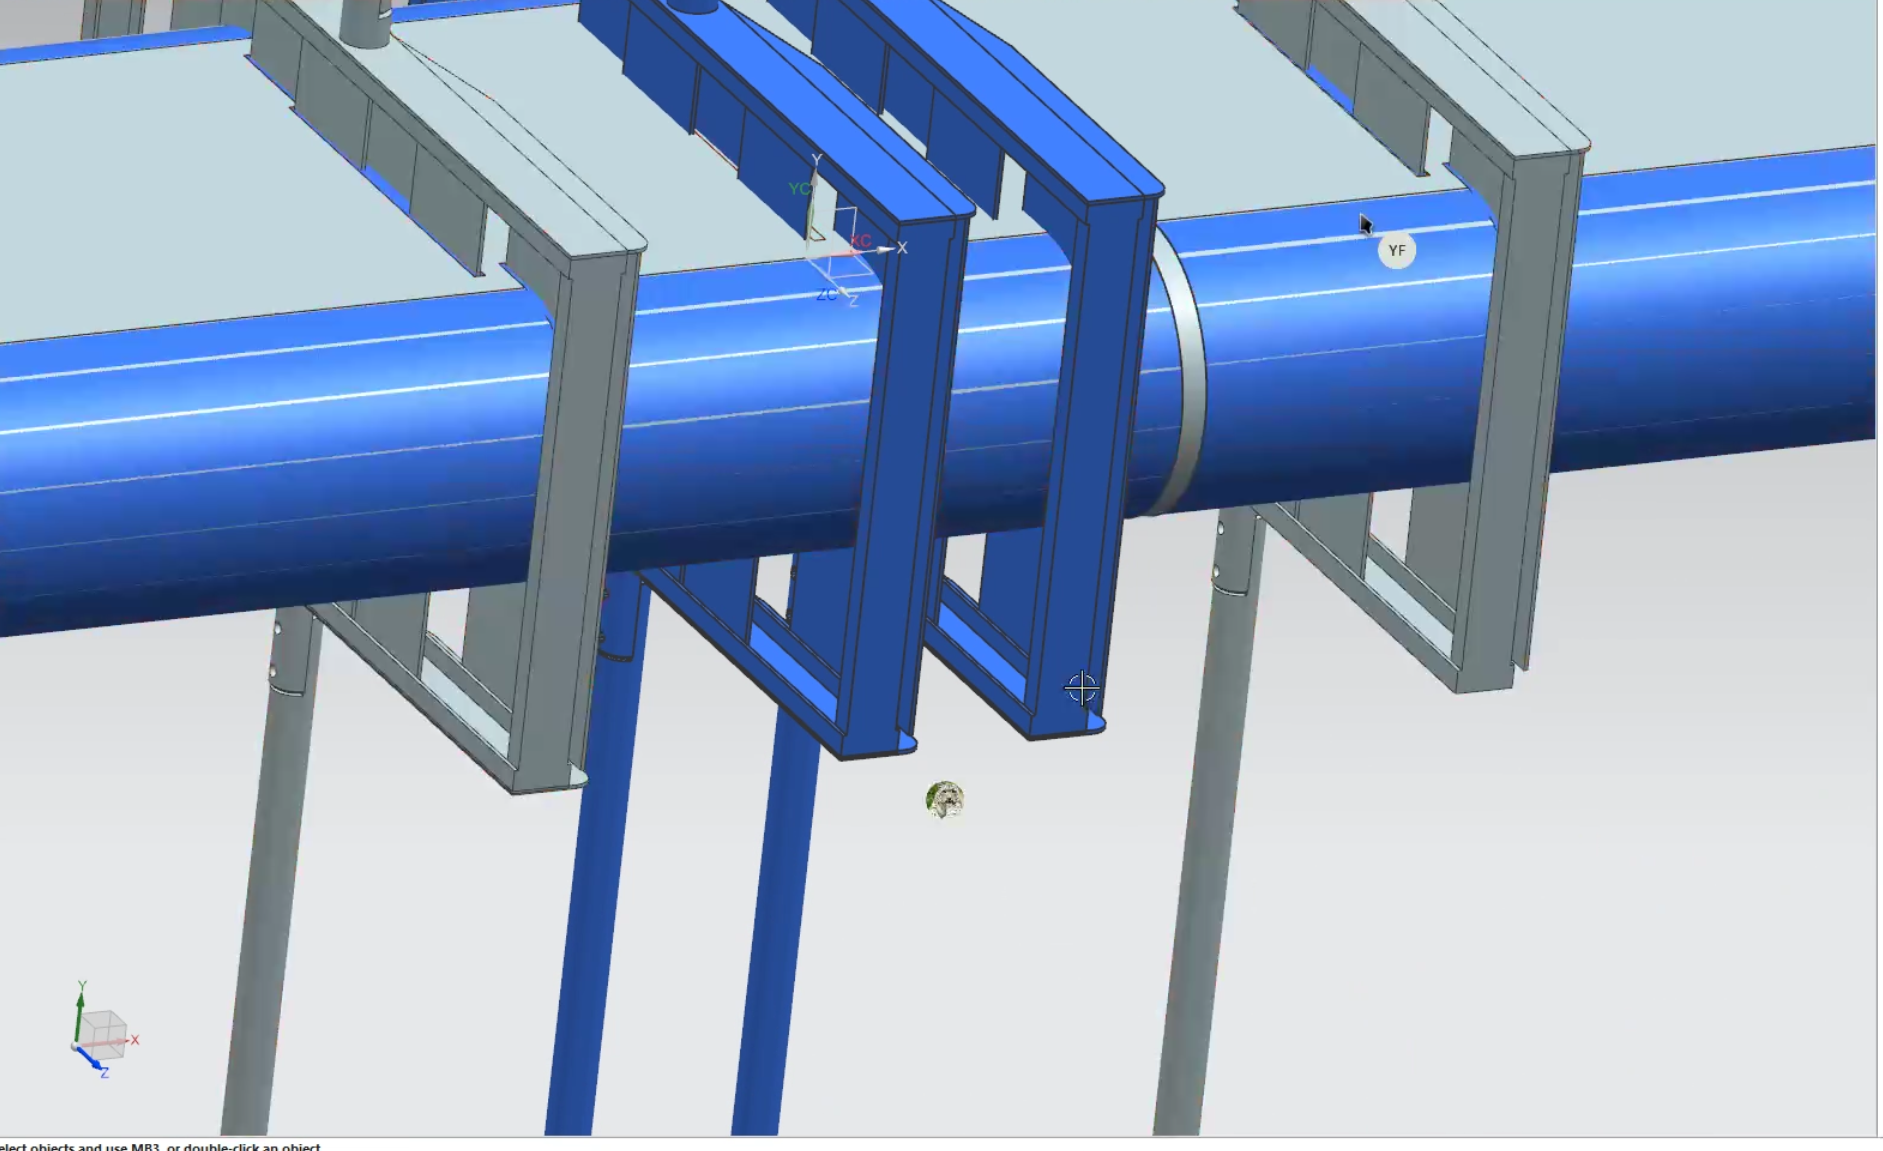 Y
YC
XC
X
ZC
Z
YF
Y
X
Z
elect objects and use MB3, or double-click an object